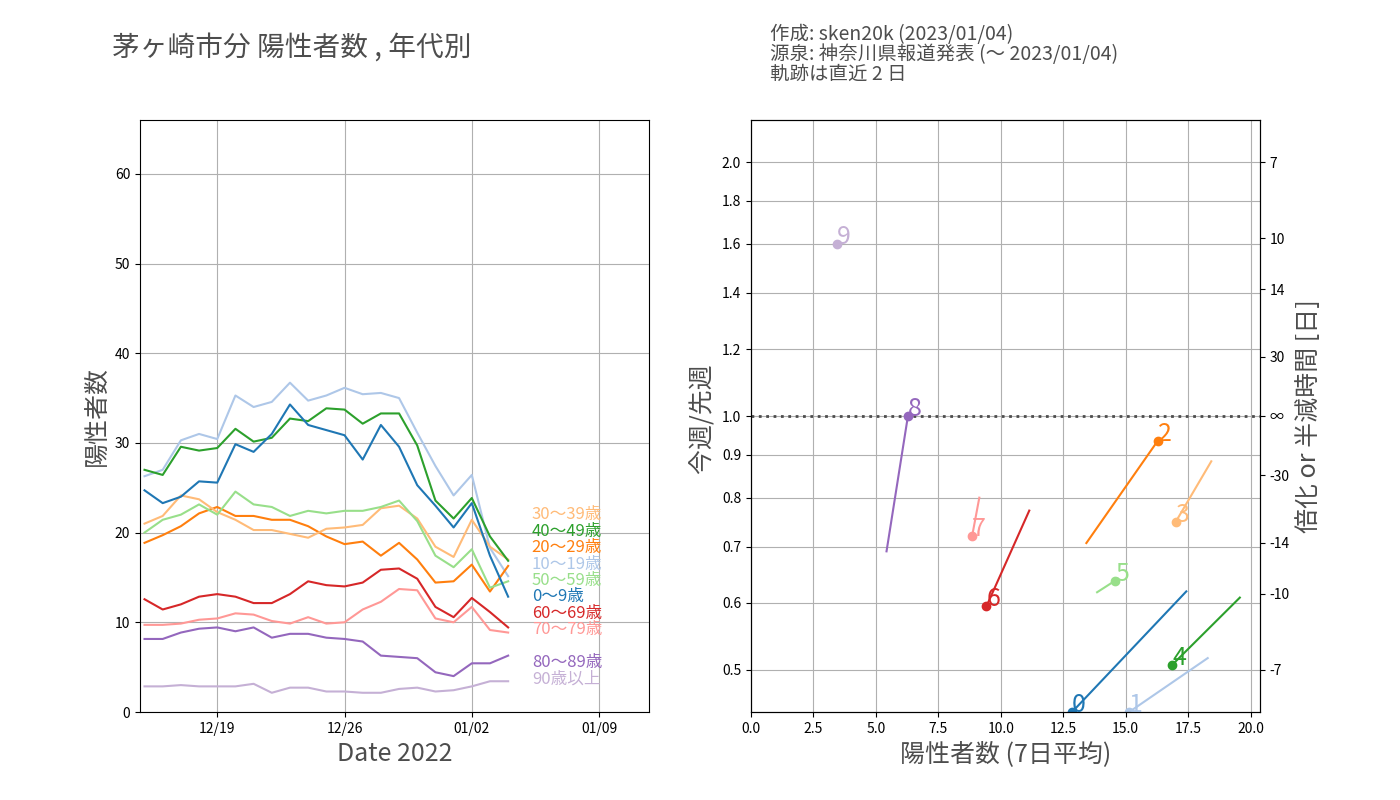 茅ヶ崎市分 陽性者数 , 年代別
作成: sken20k (2023/01/04)
源泉: 神奈川県報道発表 (〜 2023/01/04)
軌跡は直近 2 日
陽性者数
60
50
40
30
20
10
0
12/19
12/26
01/02
01/09
Date 2022
30〜39歳
40〜49歳
20〜29歳
10〜19歳
50〜59歳
0〜9歳
60〜69歳
70〜79歳
80〜89歳
90歳以上
今週/先週
2.0
1.8
1.6
1.4
1.2
1.0
0.9
0.8
0.7
0.6
0.5
9
8
2
7
3
5
6
4
0
1
0.0
2.5
5.0
7.5
10.0
12.5
15.0
17.5
20.0
陽性者数 (7日平均)
7
10
14
30
∞
-30
-14
-10
-7
倍化 or 半減時間 [日]